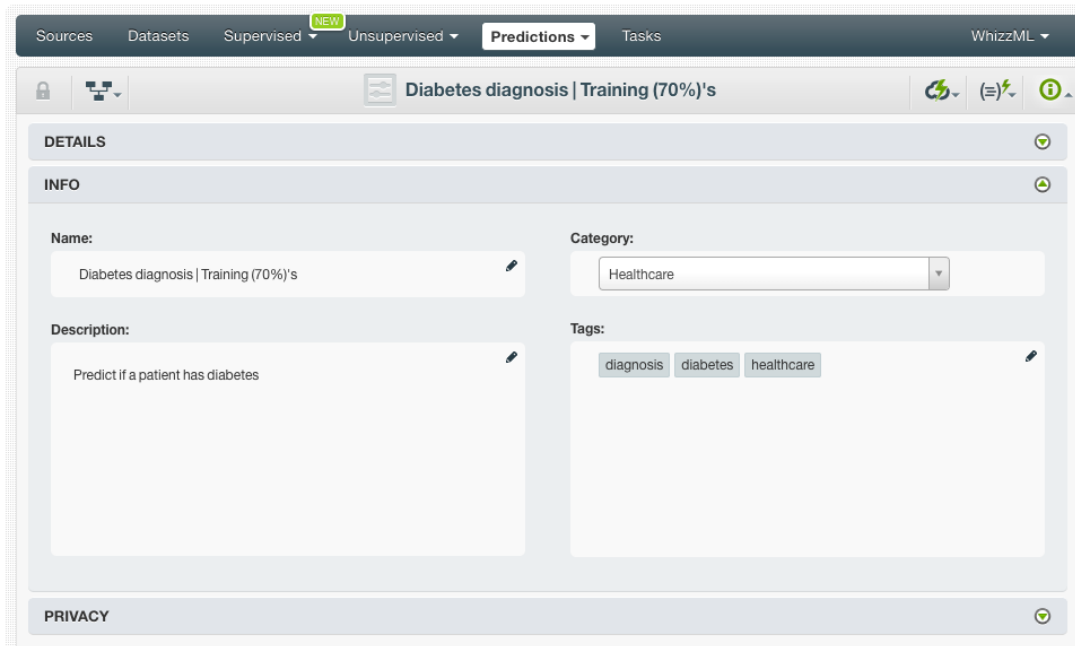 NEW
Sources Datasets Supervised Unsupervised Predictions Tasks WhizzML
Diabetes diagnosis | Training (70%)'s
DETAILS
INFO
Name: Category:
Diabetes diagnosis | Training (70%)'s Healthcare
Description: Tags:
Predict if a patient has diabetes diagnosis diabetes healthcare
PRIVACY